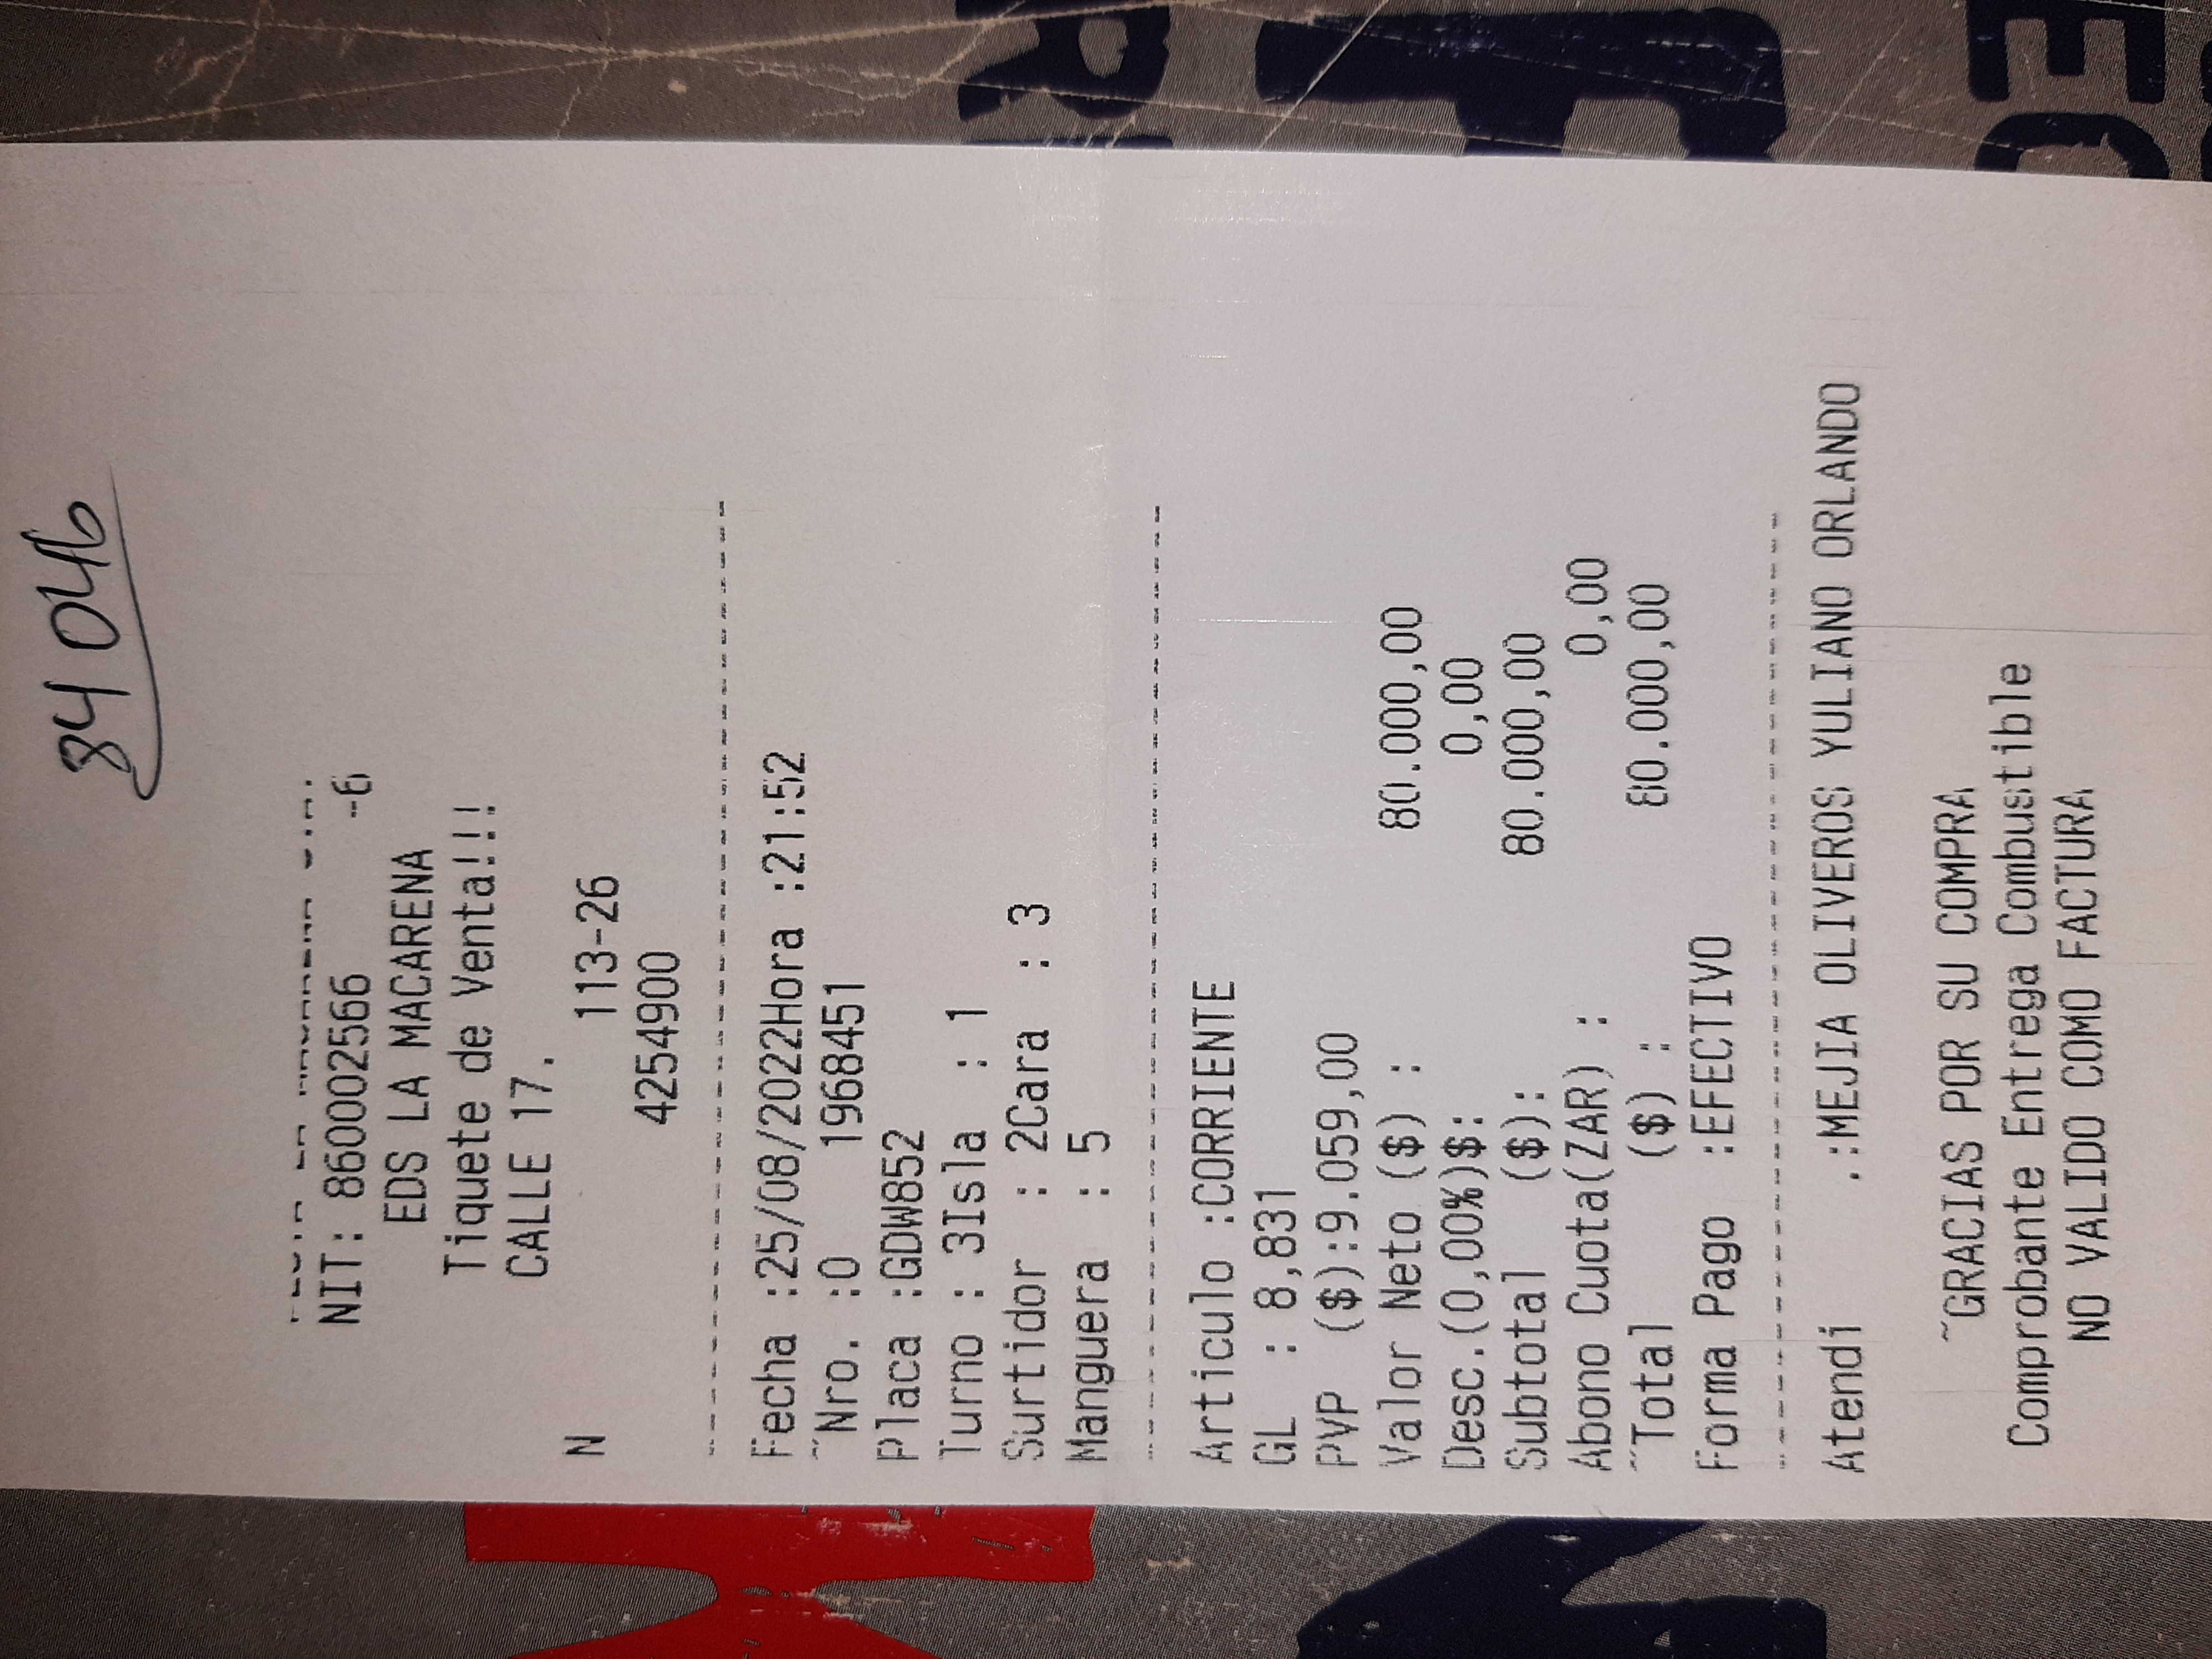 84046
NIT: 860002566 -6
EDS LA MACARENA
Tiquete de Venta!!!
CALLE 17.
N 113-26
4254900
Fecha :25/08/2022Hora :21:52
~Nro. :0 1968451
Placa :GDW852
Turno : 3Isla : 1
Surtidor : 2Cara : 3
Manguera : 5
Articulo :CORRIENTE
GL : 8,831
PVP ($):9.059,00
Valor Neto ($) : 80.000,00
Desc.(0,00%)$: 0,00
Subtotal ($): 80.000,00
Abono Cuota(ZAR) : 0,00
~Total ($) : 80.000,00
Forma Pago :EFECTIVO
Atendi .:MEJIA OLIVEROS YULIANO ORLANDO
~GRACIAS POR SU COMPRA
Comprobante Entrega Combustible
NO VALIDO COMO FACTURA